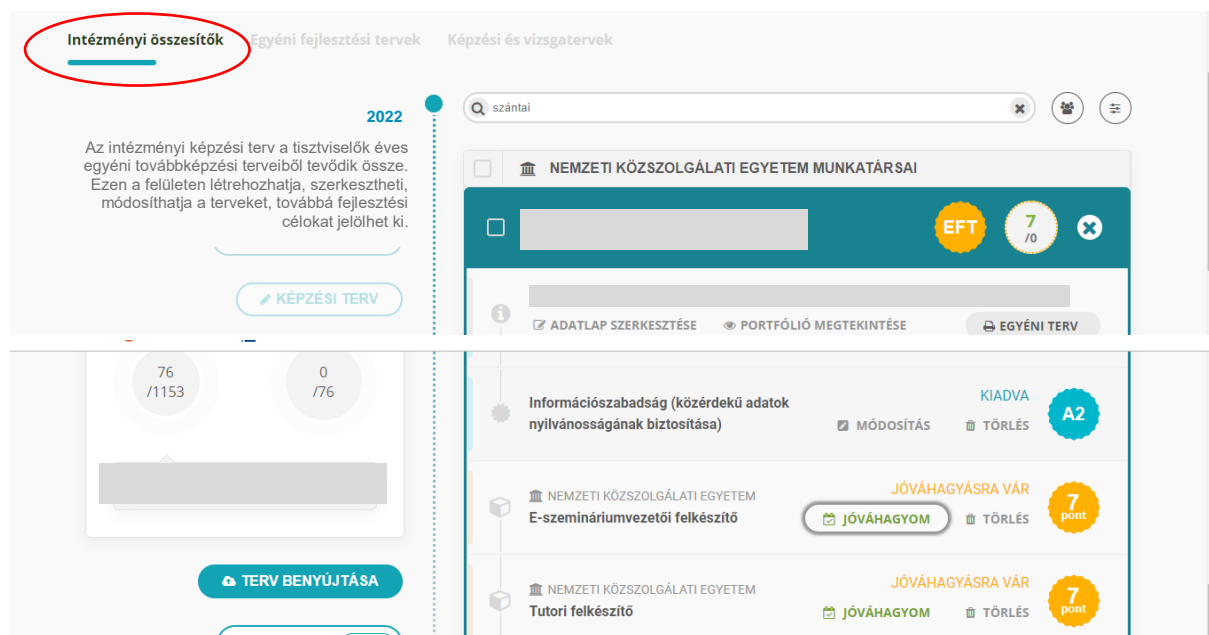 Intézményi összesítők Egyéni fejlesztési tervek Képzési és vizsgatervek
2022
Az intézményi képzési terv a tisztviselők éves
egyéni továbbképzési terveiből tevődik össze.
Ezen a felületen létrehozhatja, szerkesztheti,
módosíthatja a terveket, továbbá fejlesztési
célokat jelölhet ki.
KÉPZÉSI TERV
76
/1153
0
/76
TERV BENYÚJTÁSA
szántai
NEMZETI KÖZSZOLGÁLATI EGYETEM MUNKATÁRSAI
EFT
7
/0
ADATLAP SZERKESZTÉSE PORTFÓLIÓ MEGTEKINTÉSE EGYÉNI TERV
Információszabadság (közérdekű adatok
nyilvánosságának biztosítása)
KIADVA
MÓDOSÍTÁS TÖRLÉS
A2
NEMZETI KÖZSZOLGÁLATI EGYETEM
E-szemináriumvezetői felkészítő
JÓVÁHAGYÁSRA VÁR
JÓVÁHAGYOM TÖRLÉS
7
pont
NEMZETI KÖZSZOLGÁLATI EGYETEM
Tutori felkészítő
JÓVÁHAGYÁSRA VÁR
JÓVÁHAGYOM TÖRLÉS
7
pont